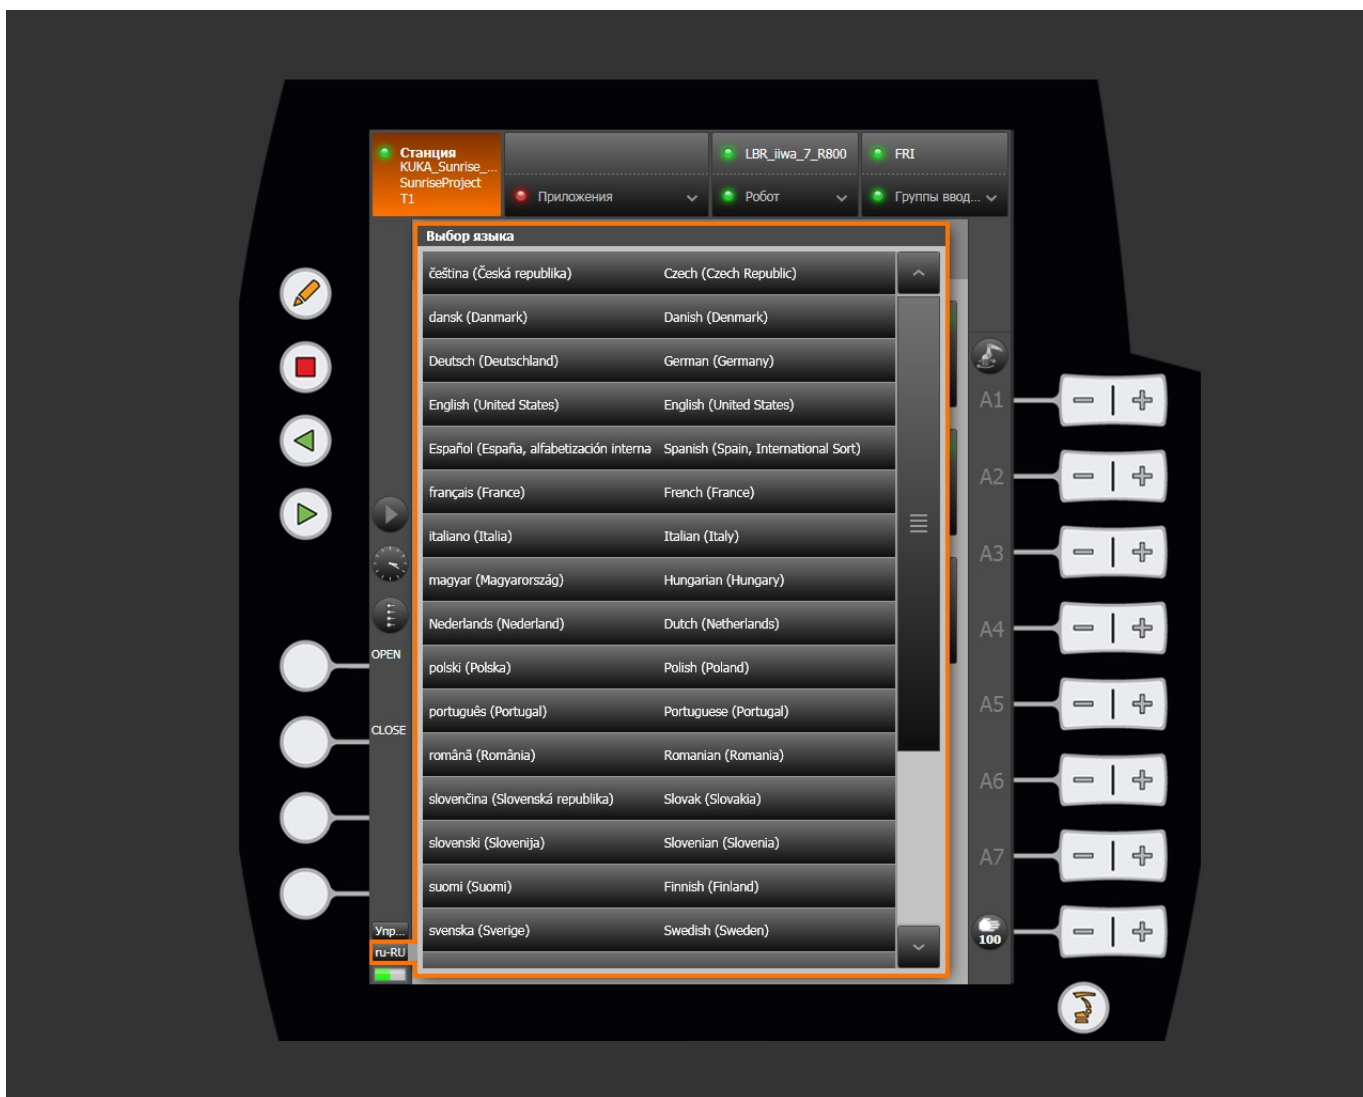 Станция
KUKA_Sunrise_...
SunriseProject
T1
Приложения
LBR_iiwa_7_R800
Робот
FRI
Группы ввод...
Выбор языка
čeština (Česká republika) Czech (Czech Republic)
dansk (Danmark) Danish (Denmark)
Deutsch (Deutschland) German (Germany)
English (United States) English (United States)
Español (España, alfabetización interna Spanish (Spain, International Sort)
français (France) French (France)
italiano (Italia) Italian (Italy)
magyar (Magyarország) Hungarian (Hungary)
Nederlands (Nederland) Dutch (Netherlands)
polski (Polska) Polish (Poland)
português (Portugal) Portuguese (Portugal)
română (România) Romanian (Romania)
slovenčina (Slovenská republika) Slovak (Slovakia)
slovenski (Slovenija) Slovenian (Slovenia)
suomi (Suomi) Finnish (Finland)
svenska (Sverige) Swedish (Sweden)
OPEN
CLOSE
Упр...
ru-RU
A1
A2
A3
A4
A5
A6
A7
100